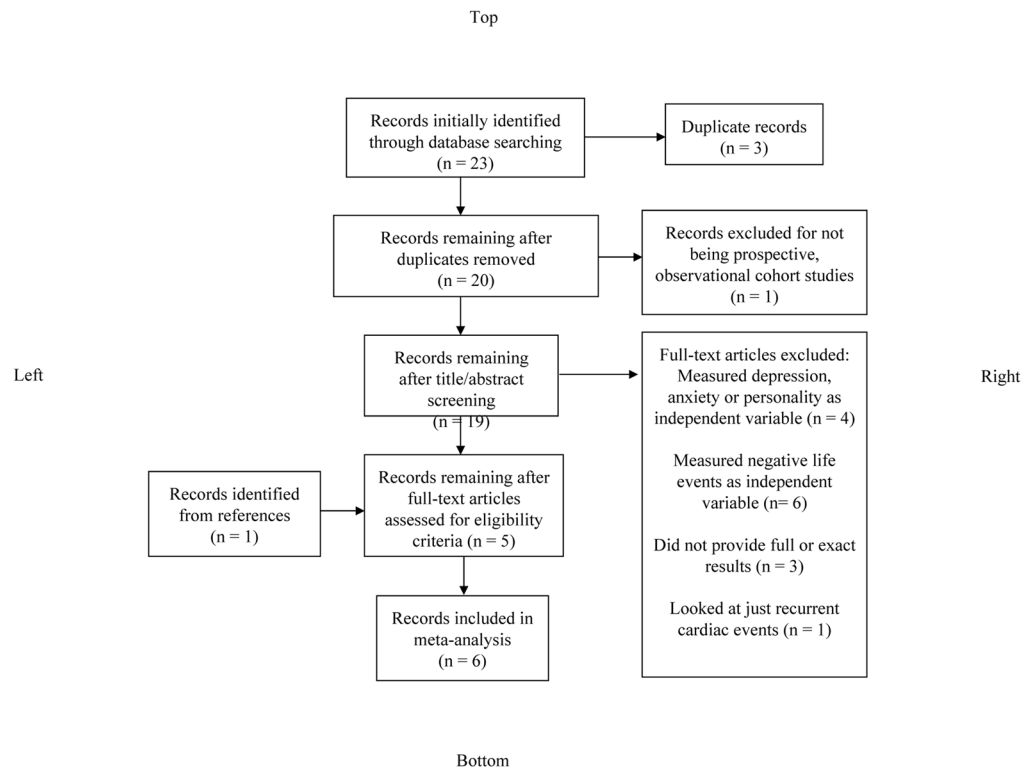 Top
Records initially identified
through database searching
(n = 23)
Duplicate records
(n = 3)
Records remaining after
duplicates removed
(n = 20)
Records excluded for not
being prospective,
observational cohort studies
(n = 1)
Left
Records remaining
after title/abstract
screening
(n = 19)
Full-text articles excluded:
Measured depression,
anxiety or personality as
independent variable (n = 4)
Measured negative life
events as independent
variable (n= 6)
Did not provide full or exact
results (n = 3)
Looked at just recurrent
cardiac events (n = 1)
Right
Records identified
from references
(n = 1)
Records remaining after
full-text articles
assessed for eligibility
criteria (n = 5)
Records included in
meta-analysis
(n = 6)
Bottom